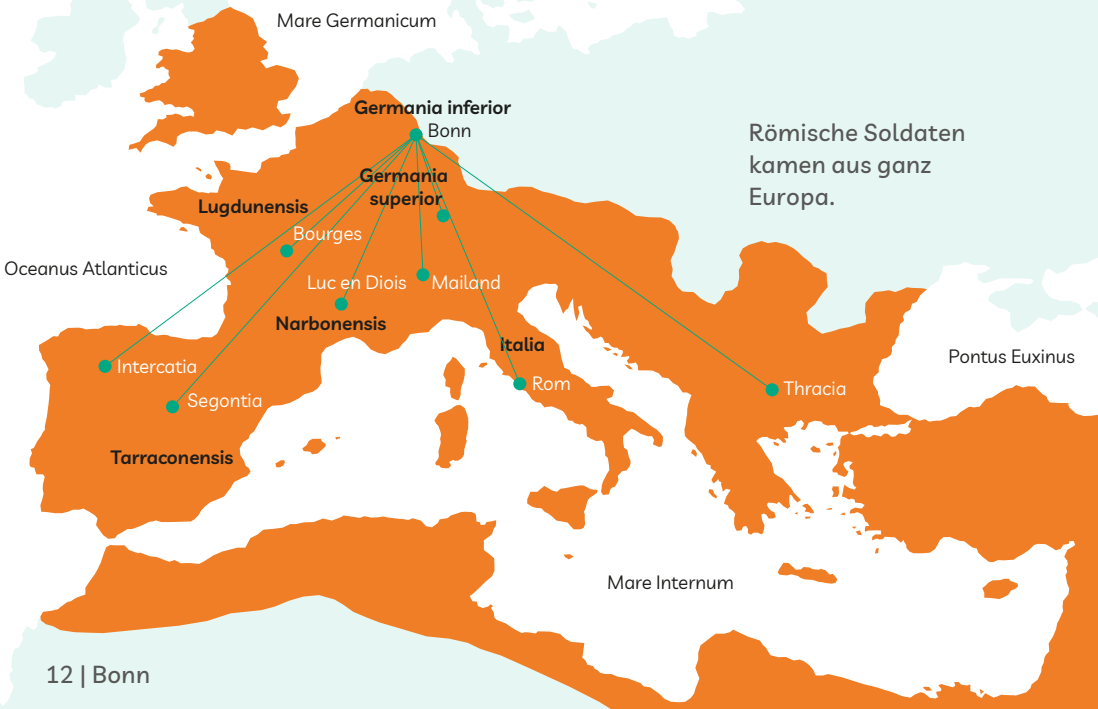 Mare Germanicum
Germania inferior
Bonn
Römische Soldaten
kamen aus ganz
Europa.
Germania
superior
Lugdunensis
Bourges
Oceanus Atlanticus
Luc en Diois
Mailand
Narbonensis
Italia
Pontus Euxinus
Intercatia
Rom
Thracia
Segontia
Tarraconensis
Mare Internum
12 | Bonn